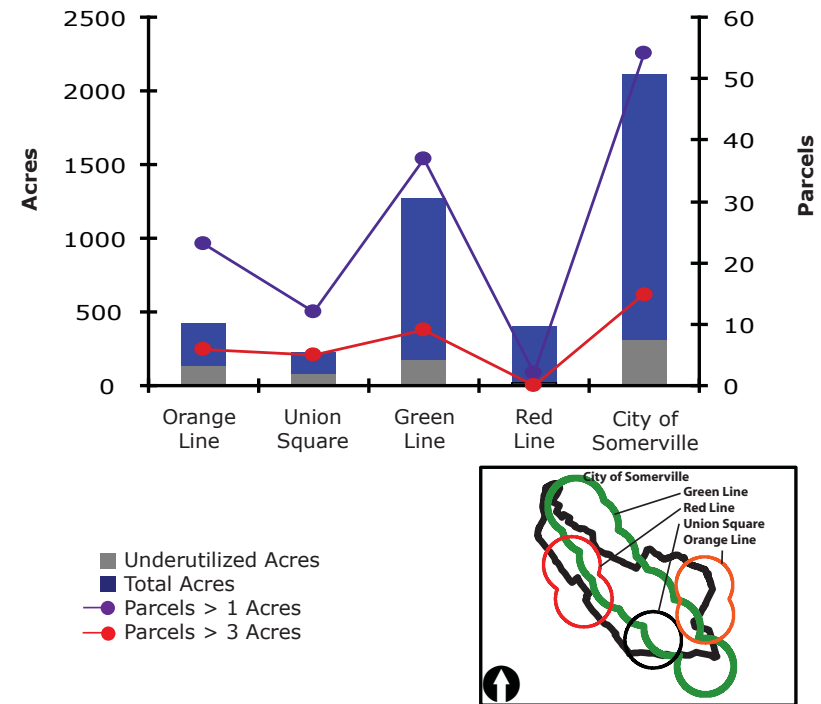 2500
2000
1500
1000
500
0
Acres
60
50
40
30
20
10
0
Parcels
Orange
Line
Union
Square
Green
Line
Red
Line
City of
Somerville
Underutilized Acres
Total Acres
Parcels > 1 Acres
Parcels > 3 Acres
City of Somerville
Green Line
Red Line
Union Square
Orange Line